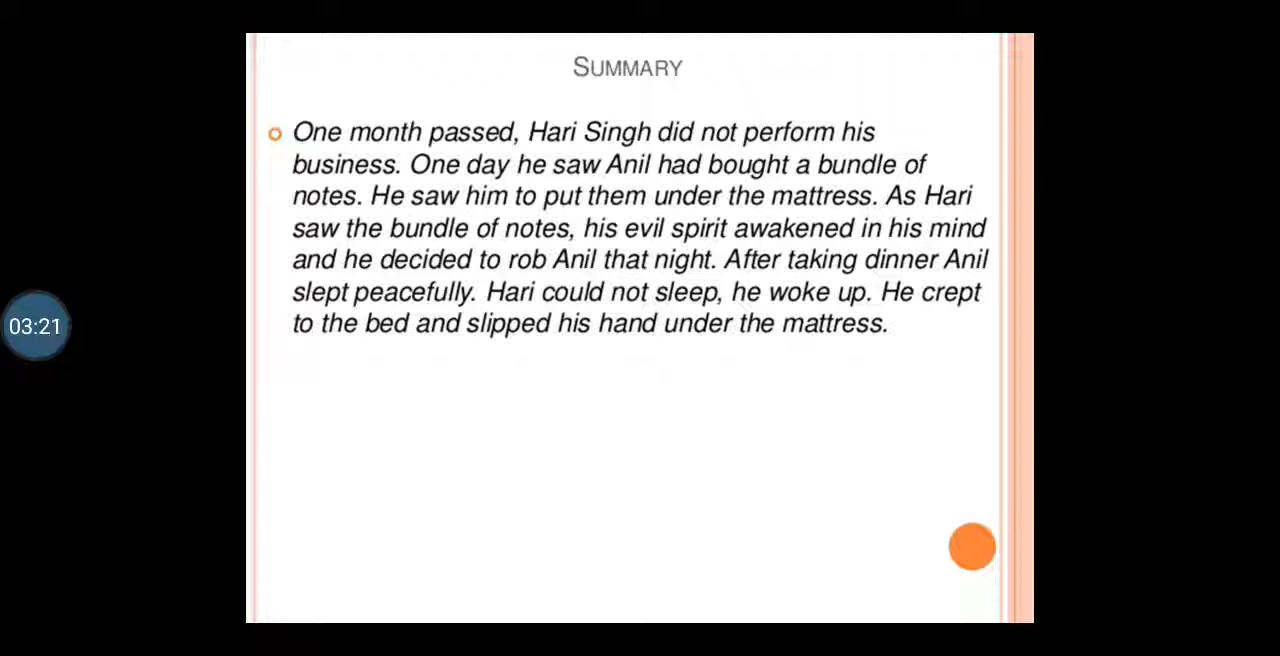 SUMMARY
One month passed, Hari Singh did not perform his
business. One day he saw Anil had bought a bundle of
notes. He saw him to put them under the mattress. As Hari
saw the bundle of notes, his evil spirit awakened in his mind
and he decided to rob Anil that night. After taking dinner Anil
slept peacefully. Hari could not sleep, he woke up. He crept
to the bed and slipped his hand under the mattress.
03:21